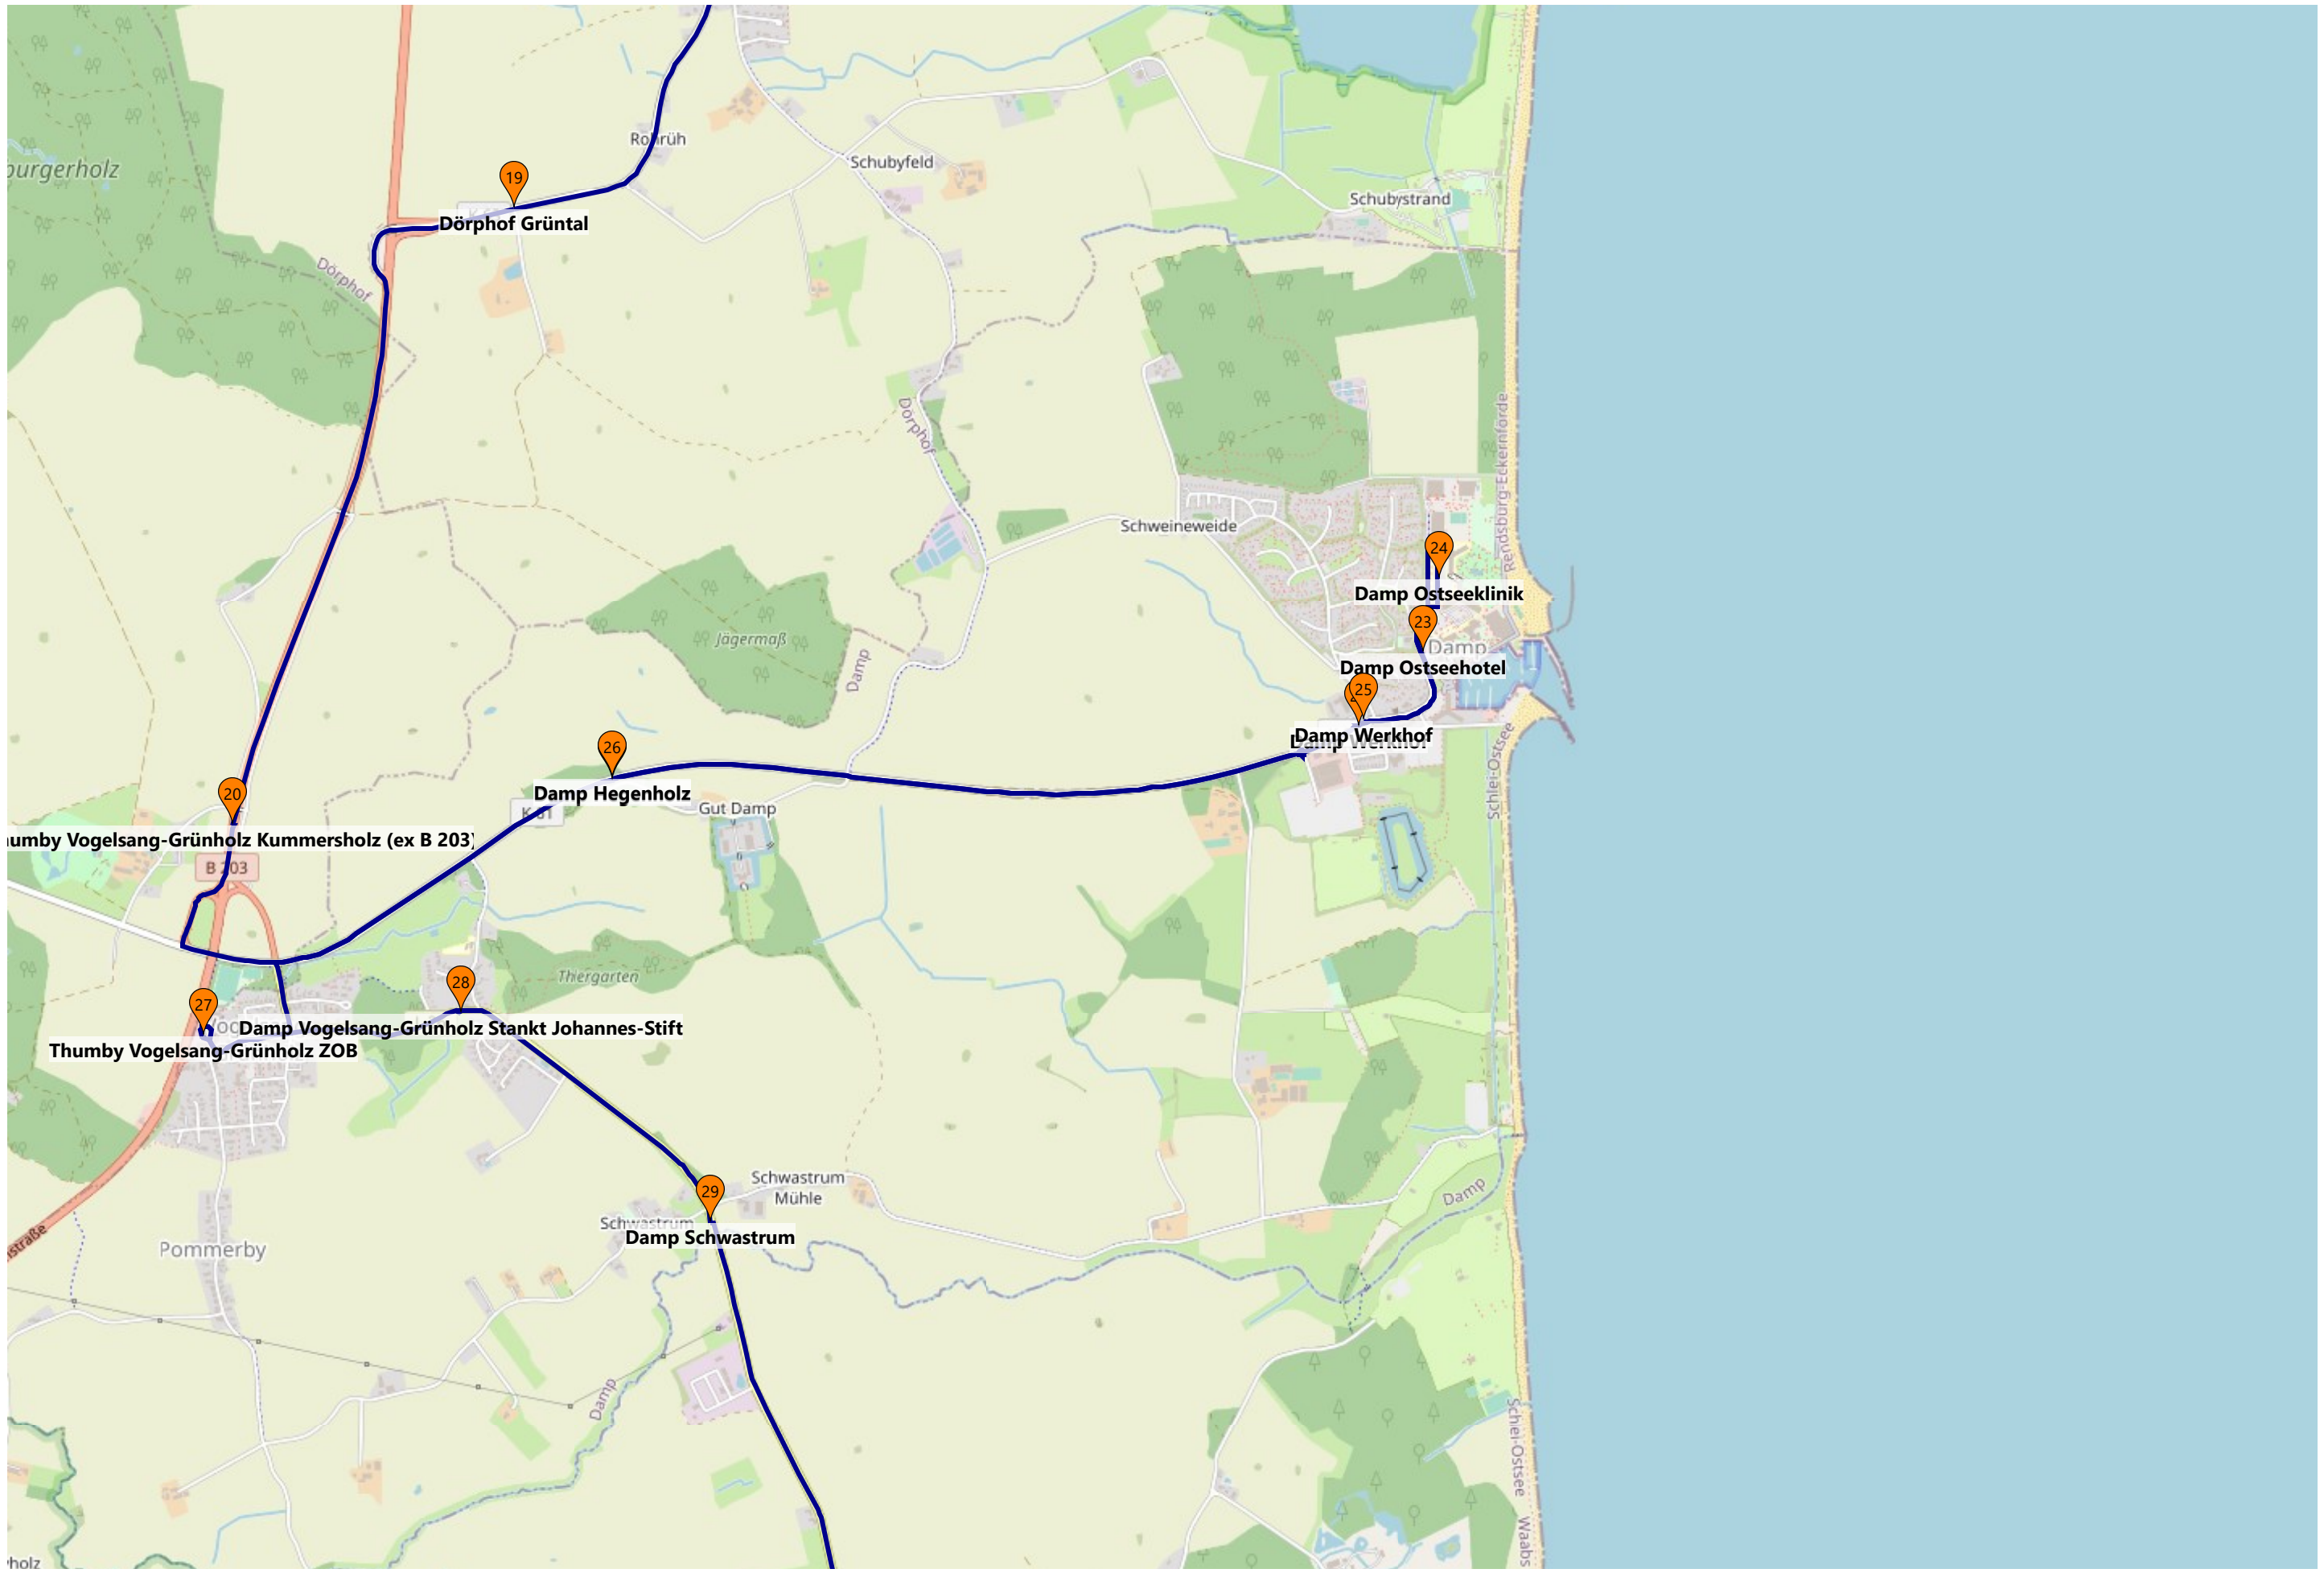 Rohrüh
Schubyfeld
burgerholz
19
Schubystrand
Dörphof Grüntal
Dörphof
Dörphof
Rendsburg-Eckernförde
Schweineweide
24
Damp Ostseeklinik
23
Jägermaß
Damp
Damp
Damp Ostseehotel
25
Damp Werkhof
26
Damp Hegenholz
Schlei-Ostsee
20
Gut Damp
humby Vogelsang-Grünholz Kummersholz (ex B 203)
B 203
Thiergarten
28
27
Damp Vogelsang-Grünholz Stankt Johannes-Stift
Thumby Vogelsang-Grünholz ZOB
Schwastrum
Mühle
29
Damp
Schwastrum
Damp Schwastrum
Pommerby
straße
Damp
Schlei-Ostsee
Waabs
holz